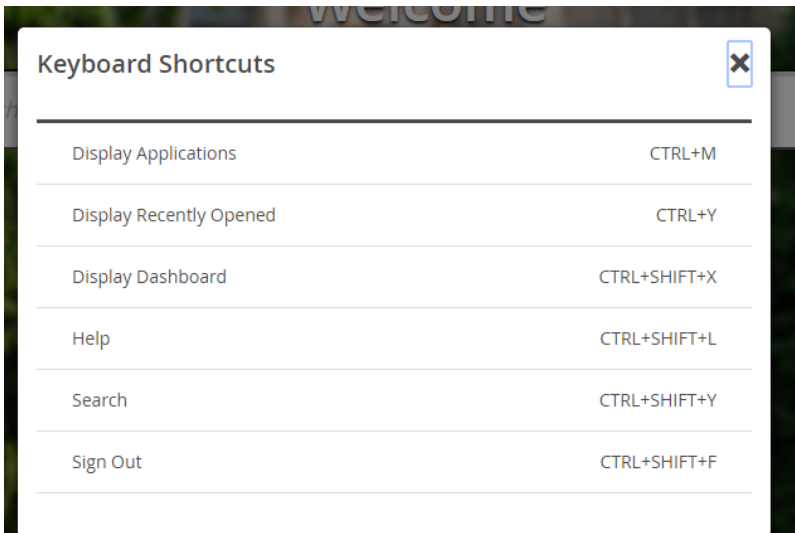 Welcome
Keyboard Shortcuts
Display Applications CTRL+M
Display Recently Opened CTRL+Y
Display Dashboard CTRL+SHIFT+X
Help CTRL+SHIFT+L
Search CTRL+SHIFT+Y
Sign Out CTRL+SHIFT+F